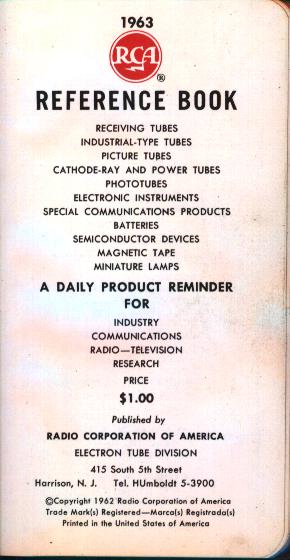 1963
RCA
®
REFERENCE BOOK
RECEIVING TUBES
INDUSTRIAL-TYPE TUBES
PICTURE TUBES
CATHODE-RAY AND POWER TUBES
PHOTOTUBES
ELECTRONIC INSTRUMENTS
SPECIAL COMMUNICATIONS PRODUCTS
BATTERIES
SEMICONDUCTOR DEVICES
MAGNETIC TAPE
MINIATURE LAMPS
A DAILY PRODUCT REMINDER
FOR
INDUSTRY
COMMUNICATIONS
RADIO—TELEVISION
RESEARCH
PRICE
$1.00
Published by
RADIO CORPORATION OF AMERICA
ELECTRON TUBE DIVISION
415 South 5th Street
Harrison, N. J. Tel. HUmboldt 5-3900
©Copyright 1962 Radio Corporation of America
Trade Mark(s) Registered—Marca(s) Registrada(s)
Printed in the United States of America